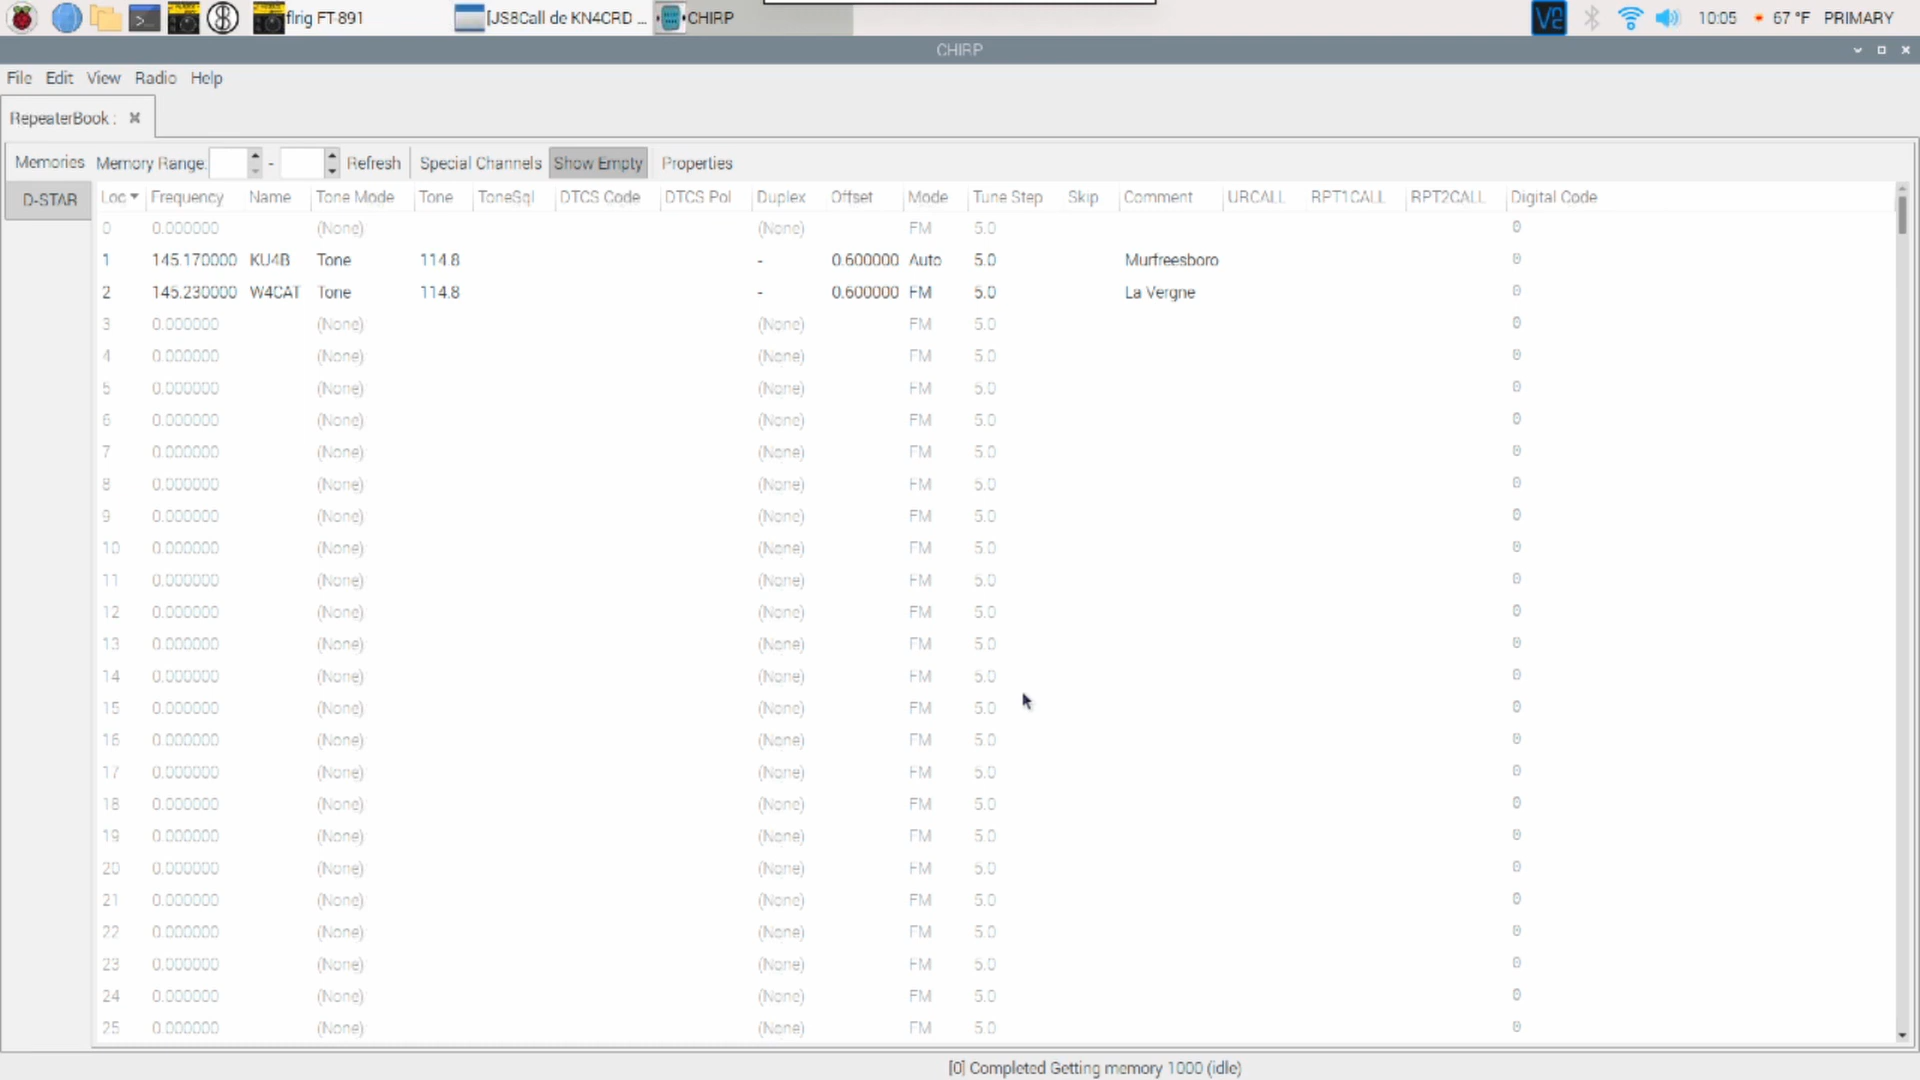 flrig FT-891 [JS8Call de KN4CRD ... CHIRP 10:05 67 °F PRIMARY
CHIRP
File Edit View Radio Help
RepeaterBook :
Memories Memory Range: - Refresh Special Channels Show Empty Properties
D-STAR Loc Frequency Name Tone Mode Tone ToneSql DTCS Code DTCS Pol Duplex Offset Mode Tune Step Skip Comment URCALL RPT1CALL RPT2CALL Digital Code
0 0.000000 (None) (None) FM 5.0 0
1 145.170000 KU4B Tone 114.8 - 0.600000 Auto 5.0 Murfreesboro 0
2 145.230000 W4CAT Tone 114.8 - 0.600000 FM 5.0 La Vergne 0
3 0.000000 (None) (None) FM 5.0 0
4 0.000000 (None) (None) FM 5.0 0
5 0.000000 (None) (None) FM 5.0 0
6 0.000000 (None) (None) FM 5.0 0
7 0.000000 (None) (None) FM 5.0 0
8 0.000000 (None) (None) FM 5.0 0
9 0.000000 (None) (None) FM 5.0 0
10 0.000000 (None) (None) FM 5.0 0
11 0.000000 (None) (None) FM 5.0 0
12 0.000000 (None) (None) FM 5.0 0
13 0.000000 (None) (None) FM 5.0 0
14 0.000000 (None) (None) FM 5.0 0
15 0.000000 (None) (None) FM 5.0 0
16 0.000000 (None) (None) FM 5.0 0
17 0.000000 (None) (None) FM 5.0 0
18 0.000000 (None) (None) FM 5.0 0
19 0.000000 (None) (None) FM 5.0 0
20 0.000000 (None) (None) FM 5.0 0
21 0.000000 (None) (None) FM 5.0 0
22 0.000000 (None) (None) FM 5.0 0
23 0.000000 (None) (None) FM 5.0 0
24 0.000000 (None) (None) FM 5.0 0
25 0.000000 (None) (None) FM 5.0 0
[0] Completed Getting memory 1000 (idle)